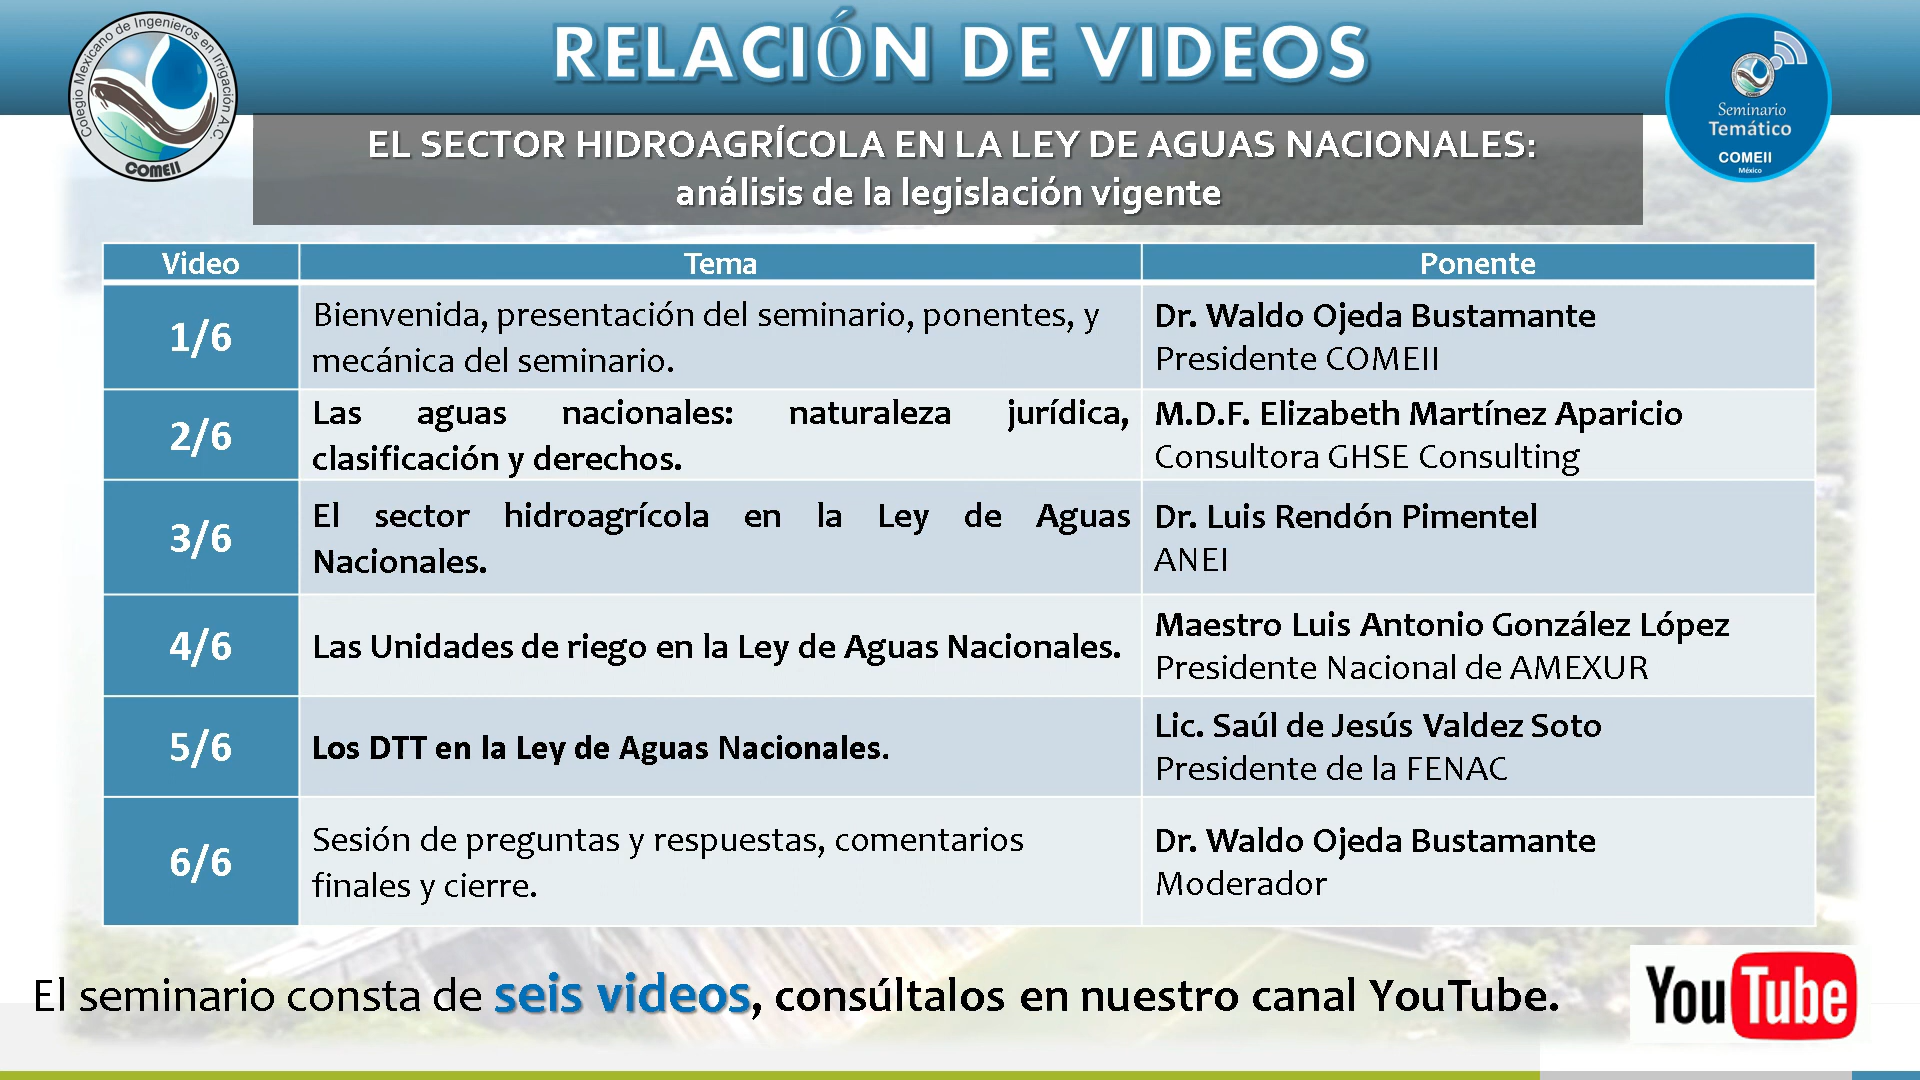 RELACIÓN DE VIDEOS
Colegio Mexicano de Ingenieros en Irrigación A.C.
COMEII
Seminario
Temático
COMEII
México
EL SECTOR HIDROAGRÍCOLA EN LA LEY DE AGUAS NACIONALES:
análisis de la legislación vigente
Video Tema Ponente
1/6
Bienvenida, presentación del seminario, ponentes, y
mecánica del seminario.
Dr. Waldo Ojeda Bustamante
Presidente COMEII
2/6
Las aguas nacionales: naturaleza jurídica,
clasificación y derechos.
M.D.F. Elizabeth Martínez Aparicio
Consultora GHSE Consulting
3/6
El sector hidroagrícola en la Ley de Aguas
Nacionales.
Dr. Luis Rendón Pimentel
ANEI
4/6
Las Unidades de riego en la Ley de Aguas Nacionales.
Maestro Luis Antonio González López
Presidente Nacional de AMEXUR
5/6
Los DTT en la Ley de Aguas Nacionales.
Lic. Saúl de Jesús Valdez Soto
Presidente de la FENAC
6/6
Sesión de preguntas y respuestas, comentarios
finales y cierre.
Dr. Waldo Ojeda Bustamante
Moderador
El seminario consta de seis videos, consúltalos en nuestro canal YouTube.
YouTube